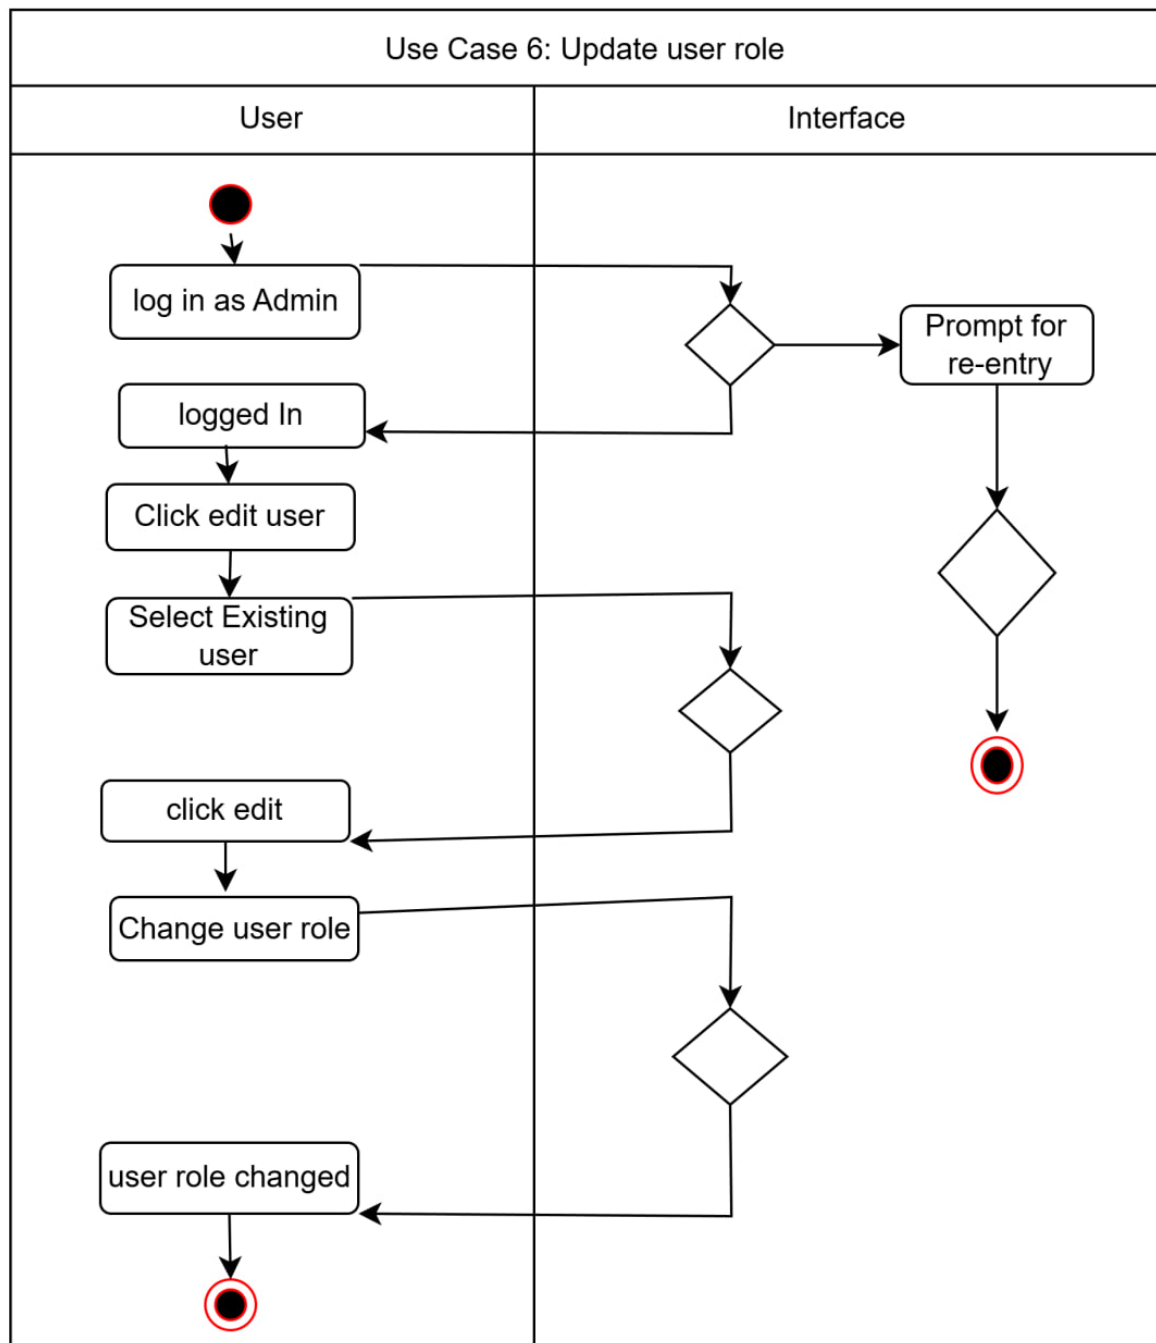 Use Case 6: Update user role
User
Interface
log in as Admin
Prompt for
re-entry
logged In
Click edit user
Select Existing
user
click edit
Change user role
user role changed